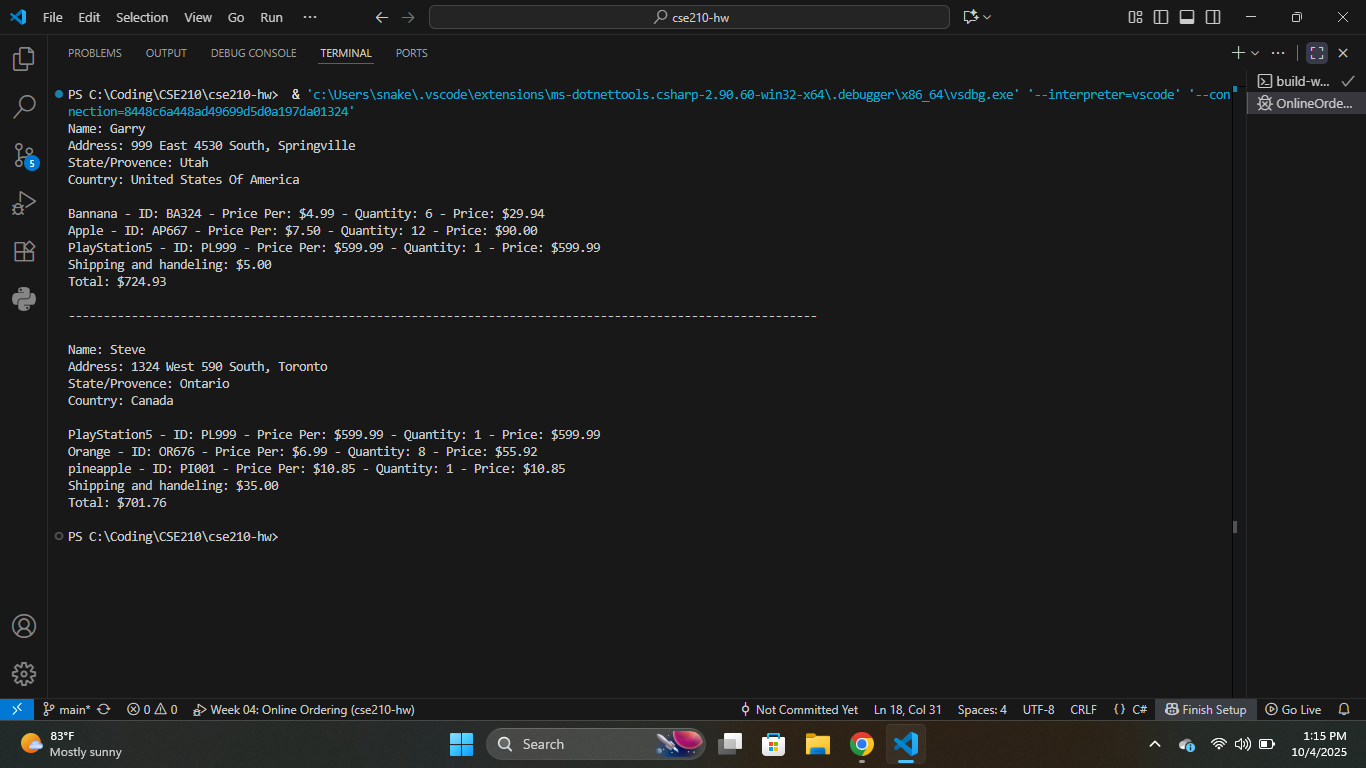 File Edit Selection View Go Run ···
cse210-hw
PROBLEMS OUTPUT DEBUG CONSOLE TERMINAL PORTS
build-w...
OnlineOrde...
PS C:\Coding\CSE210\cse210-hw>  & 'c:\Users\snake\.vscode\extensions\ms-dotnettools.csharp-2.90.60-win32-x64\.debugger\x86_64\vsdbg.exe' '--interpreter=vscode' '--con
nection=8448c6a448ad49699d5d0a197da01324'
Name: Garry
Address: 999 East 4530 South, Springville
State/Provence: Utah
Country: United States Of America
Bannana - ID: BA324 - Price Per: $4.99 - Quantity: 6 - Price: $29.94
Apple - ID: AP667 - Price Per: $7.50 - Quantity: 12 - Price: $90.00
PlayStation5 - ID: PL999 - Price Per: $599.99 - Quantity: 1 - Price: $599.99
Shipping and handeling: $5.00
Total: $724.93
-----------------------------------------------------------------------------------------------------------
Name: Steve
Address: 1324 West 590 South, Toronto
State/Provence: Ontario
Country: Canada
PlayStation5 - ID: PL999 - Price Per: $599.99 - Quantity: 1 - Price: $599.99
Orange - ID: OR676 - Price Per: $6.99 - Quantity: 8 - Price: $55.92
pineapple - ID: PI001 - Price Per: $10.85 - Quantity: 1 - Price: $10.85
Shipping and handeling: $35.00
Total: $701.76
PS C:\Coding\CSE210\cse210-hw>
5
main* 0 0 Week 04: Online Ordering (cse210-hw) Not Committed Yet Ln 18, Col 31 Spaces: 4 UTF-8 CRLF {} C# Finish Setup Go Live
83°F
Mostly sunny
Search
1:15 PM
10/4/2025